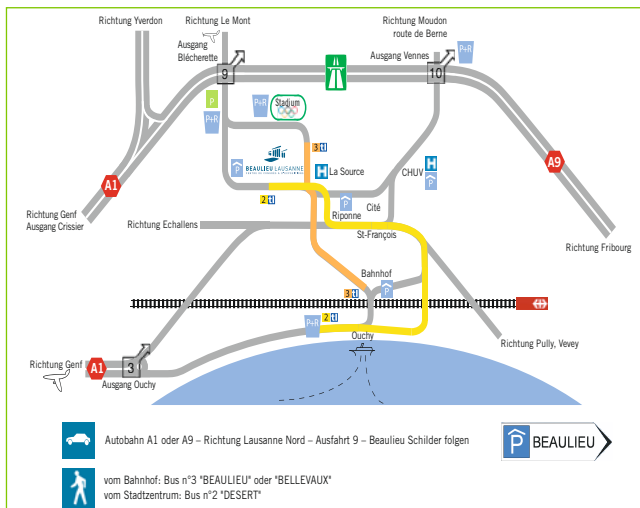 Richtung Yverdon
Richtung Le Mont
Richtung Moudon
route de Berne
Ausgang
Blécherette
Ausgang Vennes
P+R
9
10
P
P+R
P+R
Stadium
3
A9
BEAULIEU LAUSANNE
H
La Source
CHUV
H
P
P
A1
2
P
Cité
Riponne
Richtung Genf
Ausgang Crissier
Richtung Echallens
St-François
Richtung Fribourg
Bahnhof
P
3
P+R
2
Ouchy
Richtung Pully, Vevey
Richtung Genf
A1
3
Ausgang Ouchy
Autobahn A1 oder A9 – Richtung Lausanne Nord – Ausfahrt 9 – Beaulieu Schilder folgen
P BEAULIEU
vom Bahnhof: Bus n°3 "BEAULIEU" oder "BELLEVAUX"
vom Stadtzentrum: Bus n°2 "DESERT"